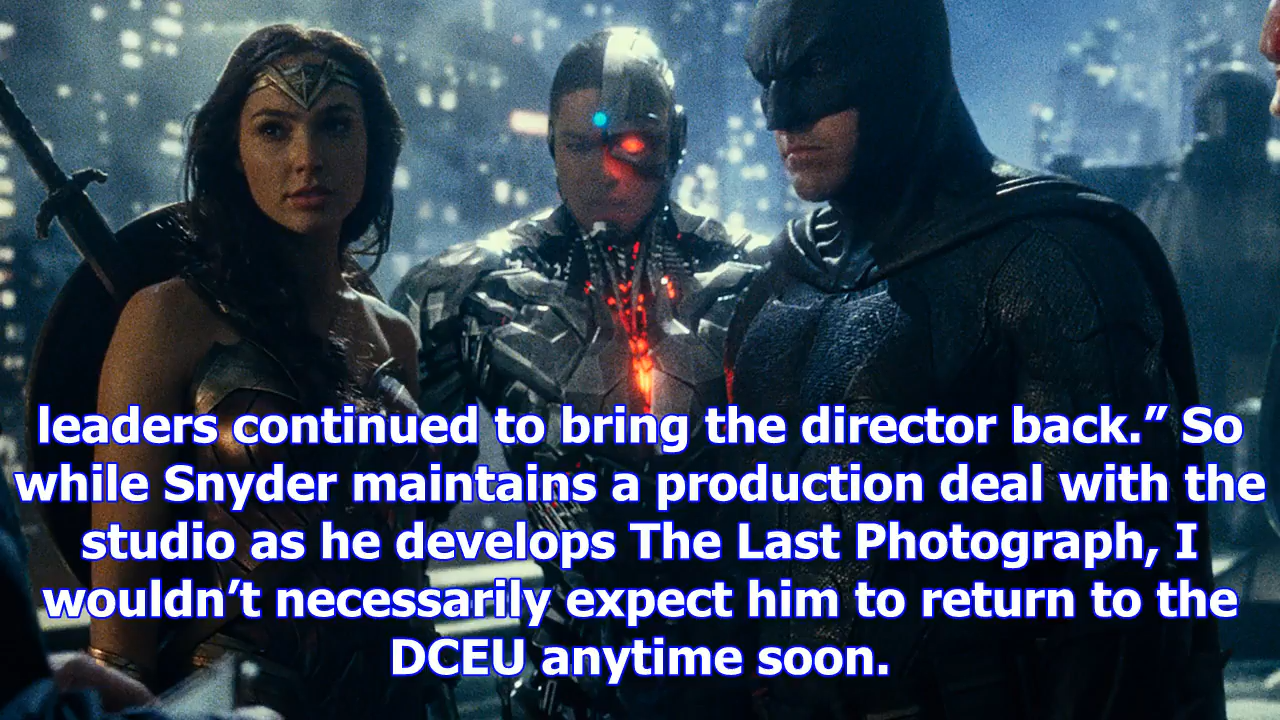 leaders continued to bring the director back.” So
while Snyder maintains a production deal with the
studio as he develops The Last Photograph, I
wouldn’t necessarily expect him to return to the
DCEU anytime soon.